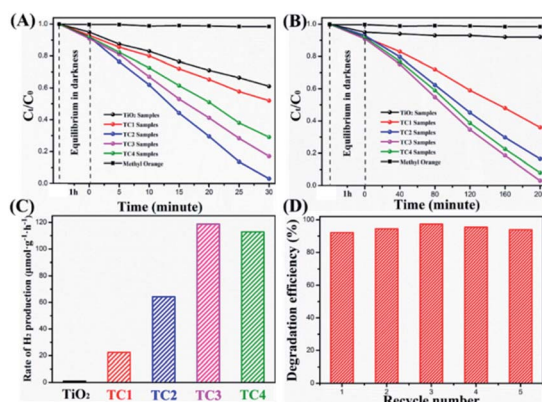 (A)
Cₜ/C₀
1.0
0.8
0.6
0.4
0.2
0.0
Equilibrium in darkness
TiO₂ Samples
TC1 Samples
TC2 Samples
TC3 Samples
TC4 Samples
Methyl Orange
1h
0
5
10
15
20
25
30
Time (minute)
(B)
Cₜ/C₀
1.0
0.8
0.6
0.4
0.2
0.0
Equilibrium in darkness
TiO₂ Samples
TC1 Samples
TC2 Samples
TC3 Samples
TC4 Samples
Methyl Orange
1h
0
40
80
120
160
200
Time (minute)
(C)
Rate of H₂ production (μmol·g⁻¹·h⁻¹)
120
100
80
60
40
20
0
TiO₂
TC1
TC2
TC3
TC4
(D)
Degradation efficiency (%)
100
80
60
40
20
0
1
2
3
4
5
Recycle number